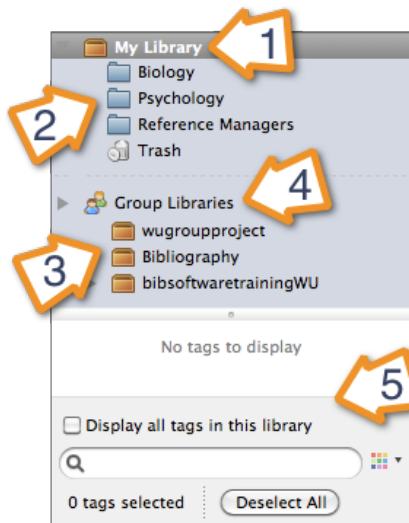 My Library 1
Biology
2 Psychology
Reference Managers
Trash
Group Libraries 4
wugroupproject
3 Bibliography
bibsoftwaretrainingWU
No tags to display
5
Display all tags in this library
0 tags selected Deselect All